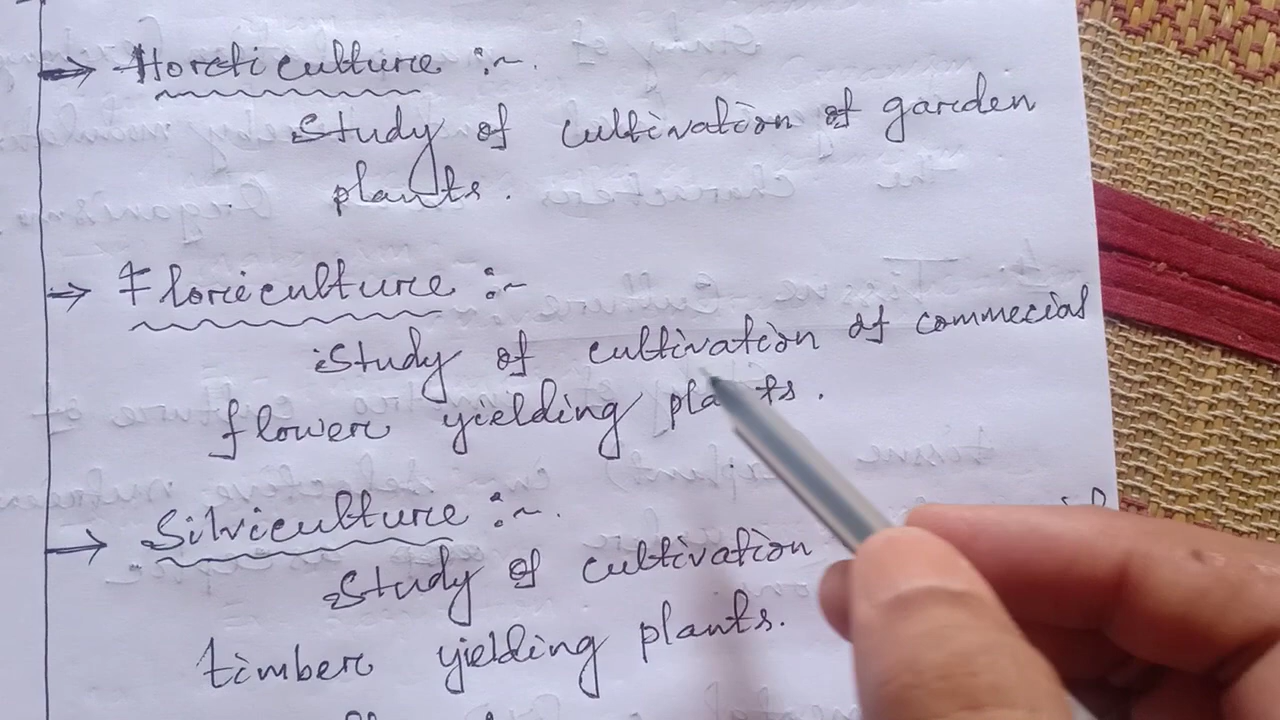 → Horticulture :~.
Study of cultivation of garden
plants.
→ Floriculture :~
Study of cultivation of commecial
flower yielding plants.
→ Silviculture :~.
Study of cultivation
timber yielding plants.